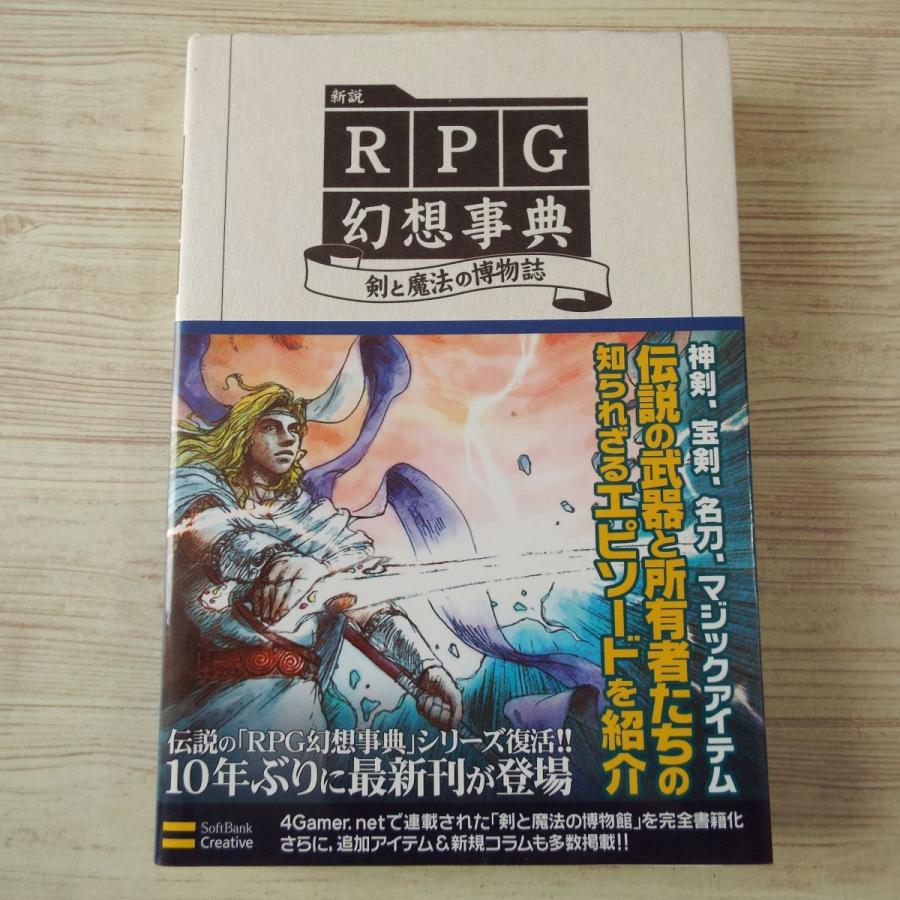 新説
RPG
幻想事典
剣と魔法の博物誌
神剣、宝剣、名刀、マジックアイテム
伝説の武器と所有者たちの
知られざるエピソードを紹介
伝説の「RPG幻想事典」シリーズ復活!!
10年ぶりに最新刊が登場
SoftBank
Creative
4Gamer.netで連載された「剣と魔法の博物館」を完全書籍化
さらに、追加アイテム＆新規コラムも多数掲載!!